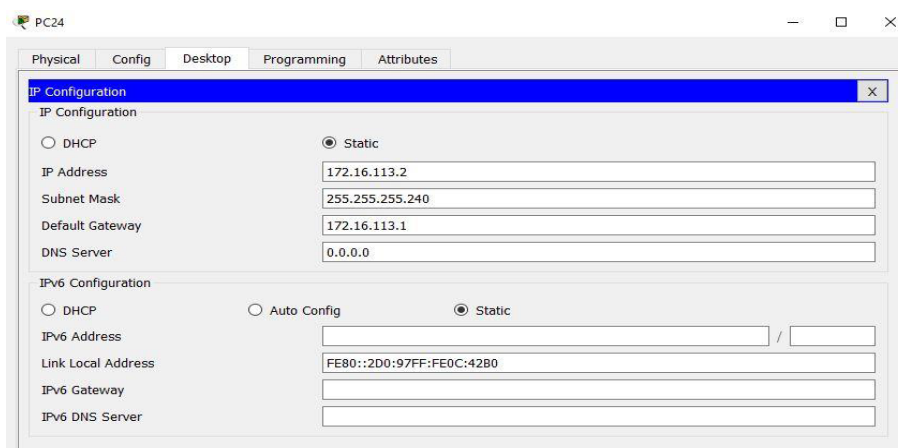 PC24
Physical Config Desktop Programming Attributes
IP Configuration X
IP Configuration
DHCP Static
IP Address 172.16.113.2
Subnet Mask 255.255.255.240
Default Gateway 172.16.113.1
DNS Server 0.0.0.0
IPv6 Configuration
DHCP Auto Config Static
IPv6 Address /
Link Local Address FE80::2D0:97FF:FE0C:42B0
IPv6 Gateway
IPv6 DNS Server